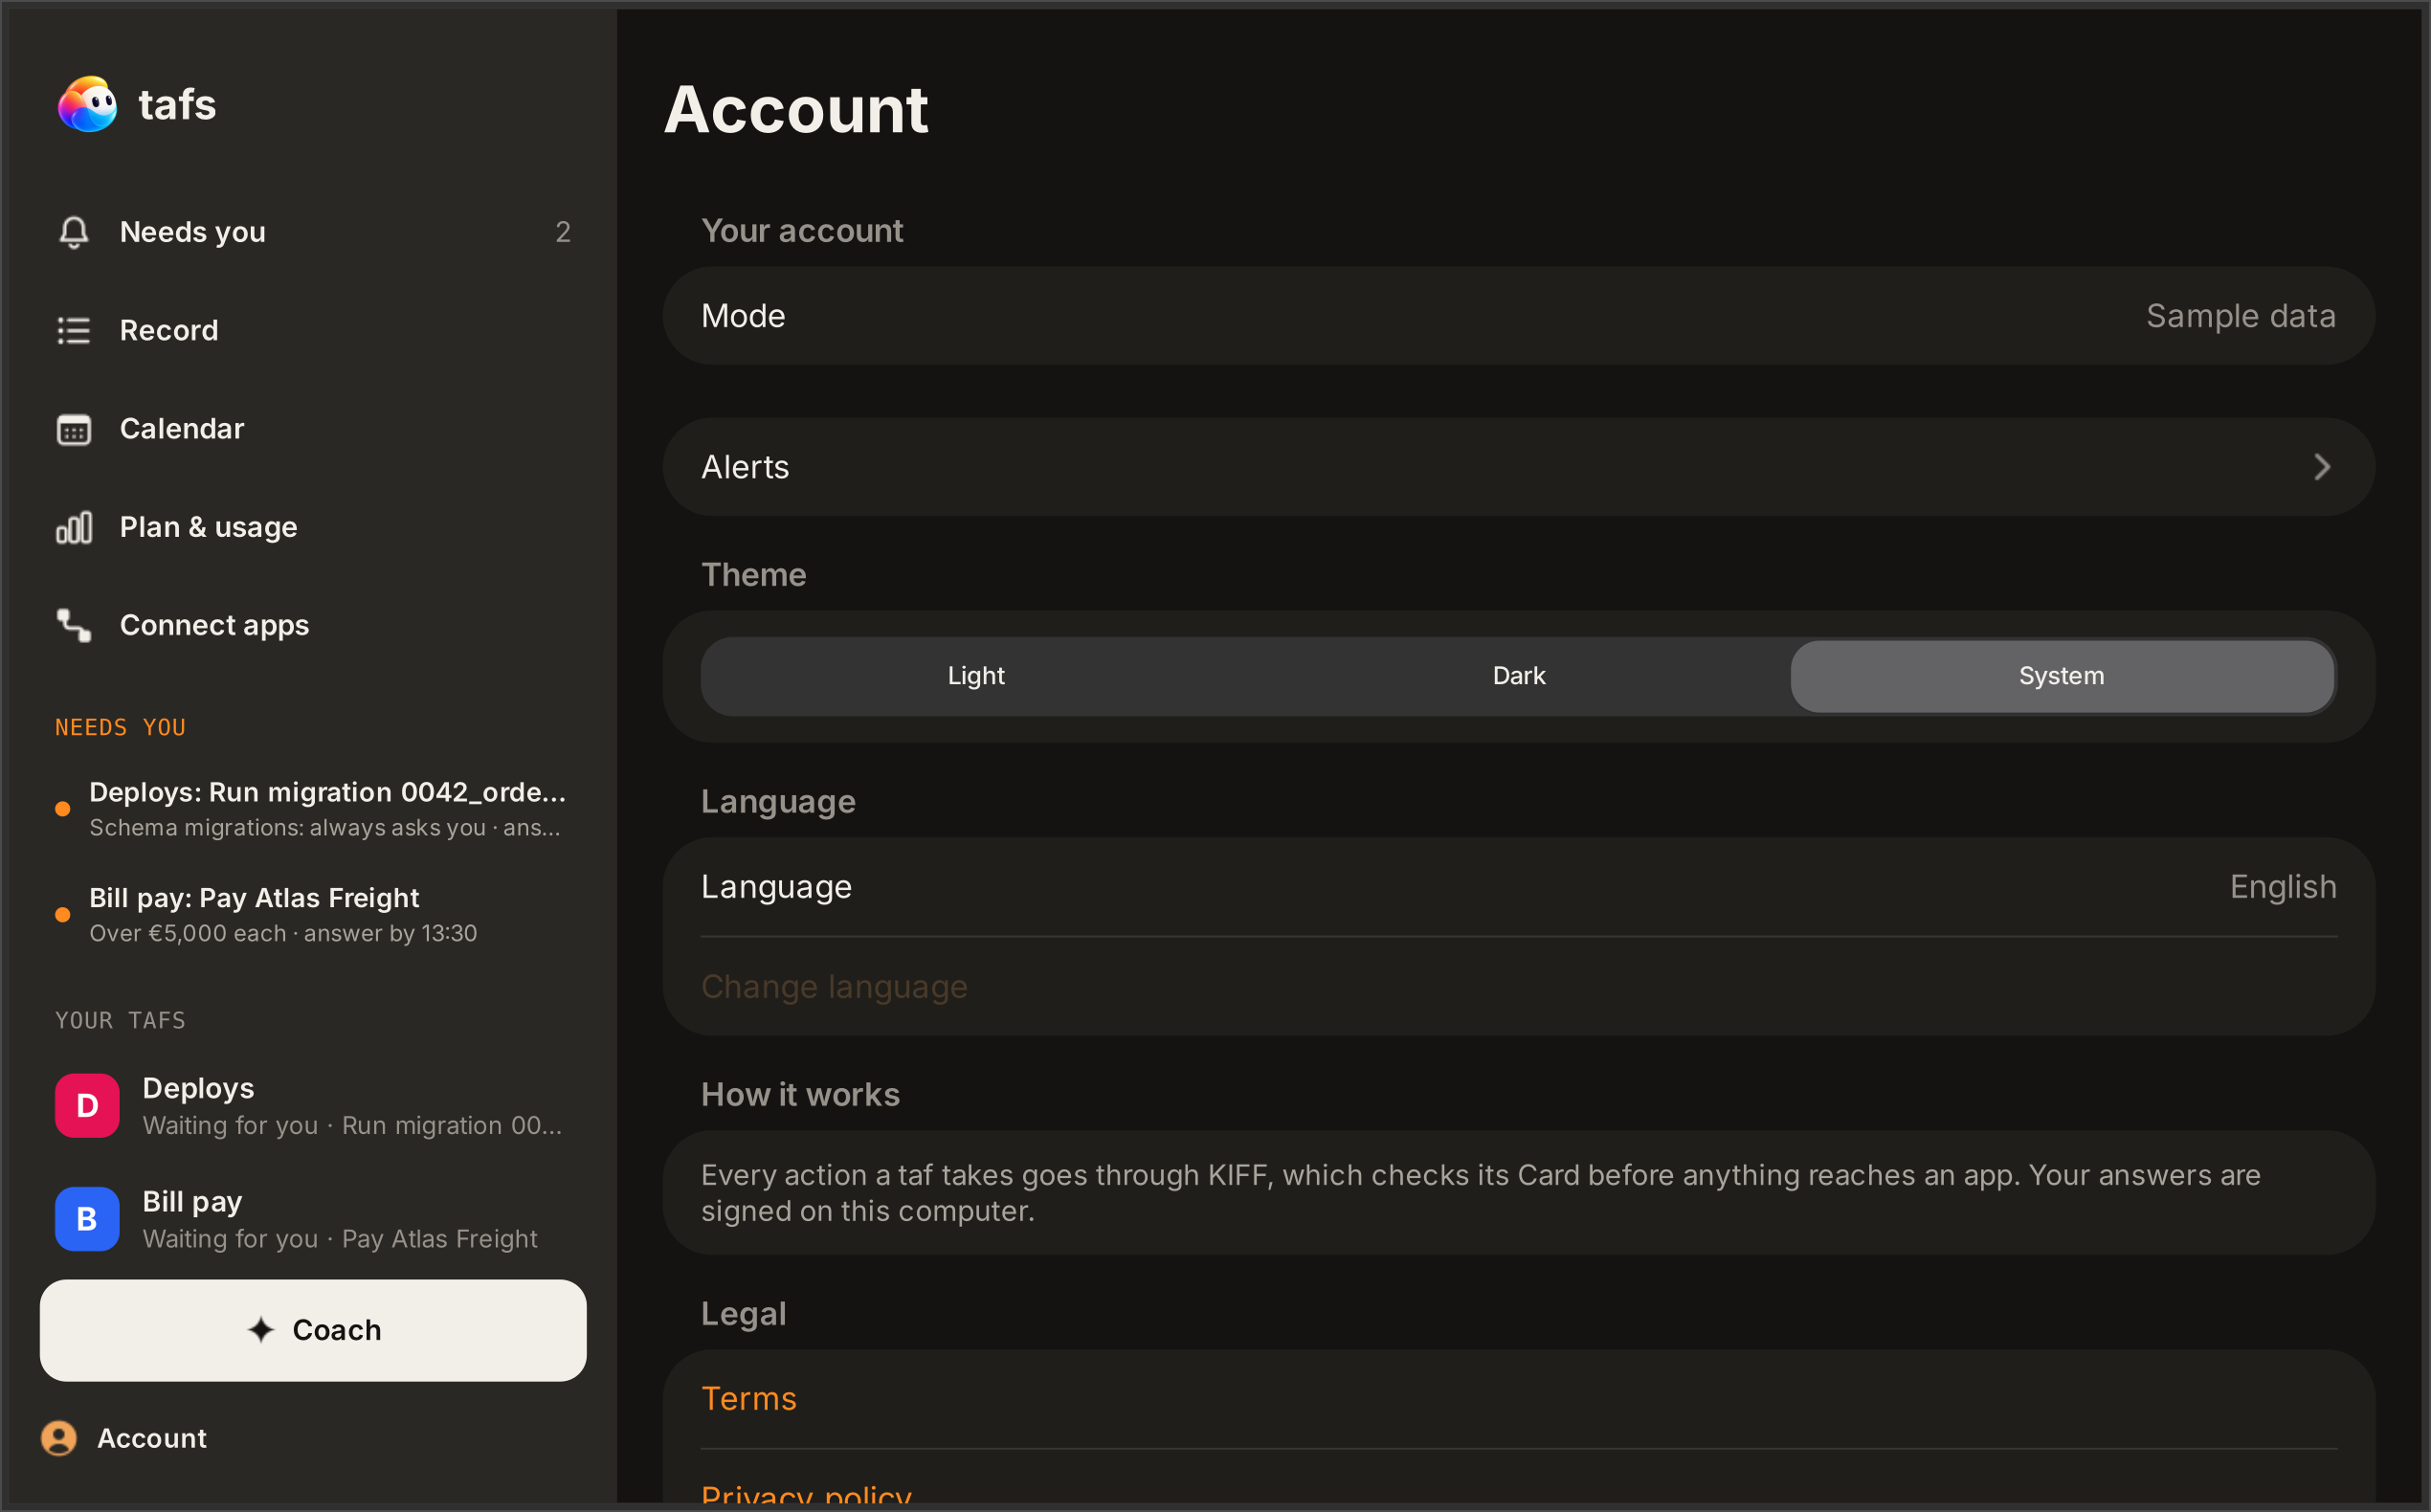 tafs
Needs you 2
Record
Calendar
Plan & usage
Connect apps
NEEDS YOU
Deploys: Run migration 0042_orde...
Schema migrations: always asks you · ans...
Bill pay: Pay Atlas Freight
Over €5,000 each · answer by 13:30
YOUR TAFS
D
Deploys
Waiting for you · Run migration 00...
B
Bill pay
Waiting for you · Pay Atlas Freight
Coach
Account
Account
Your account
Mode Sample data
Alerts
Theme
Light Dark System
Language
Language English
Change language
How it works
Every action a taf takes goes through KIFF, which checks its Card before anything reaches an app. Your answers are
signed on this computer.
Legal
Terms
Privacy policy